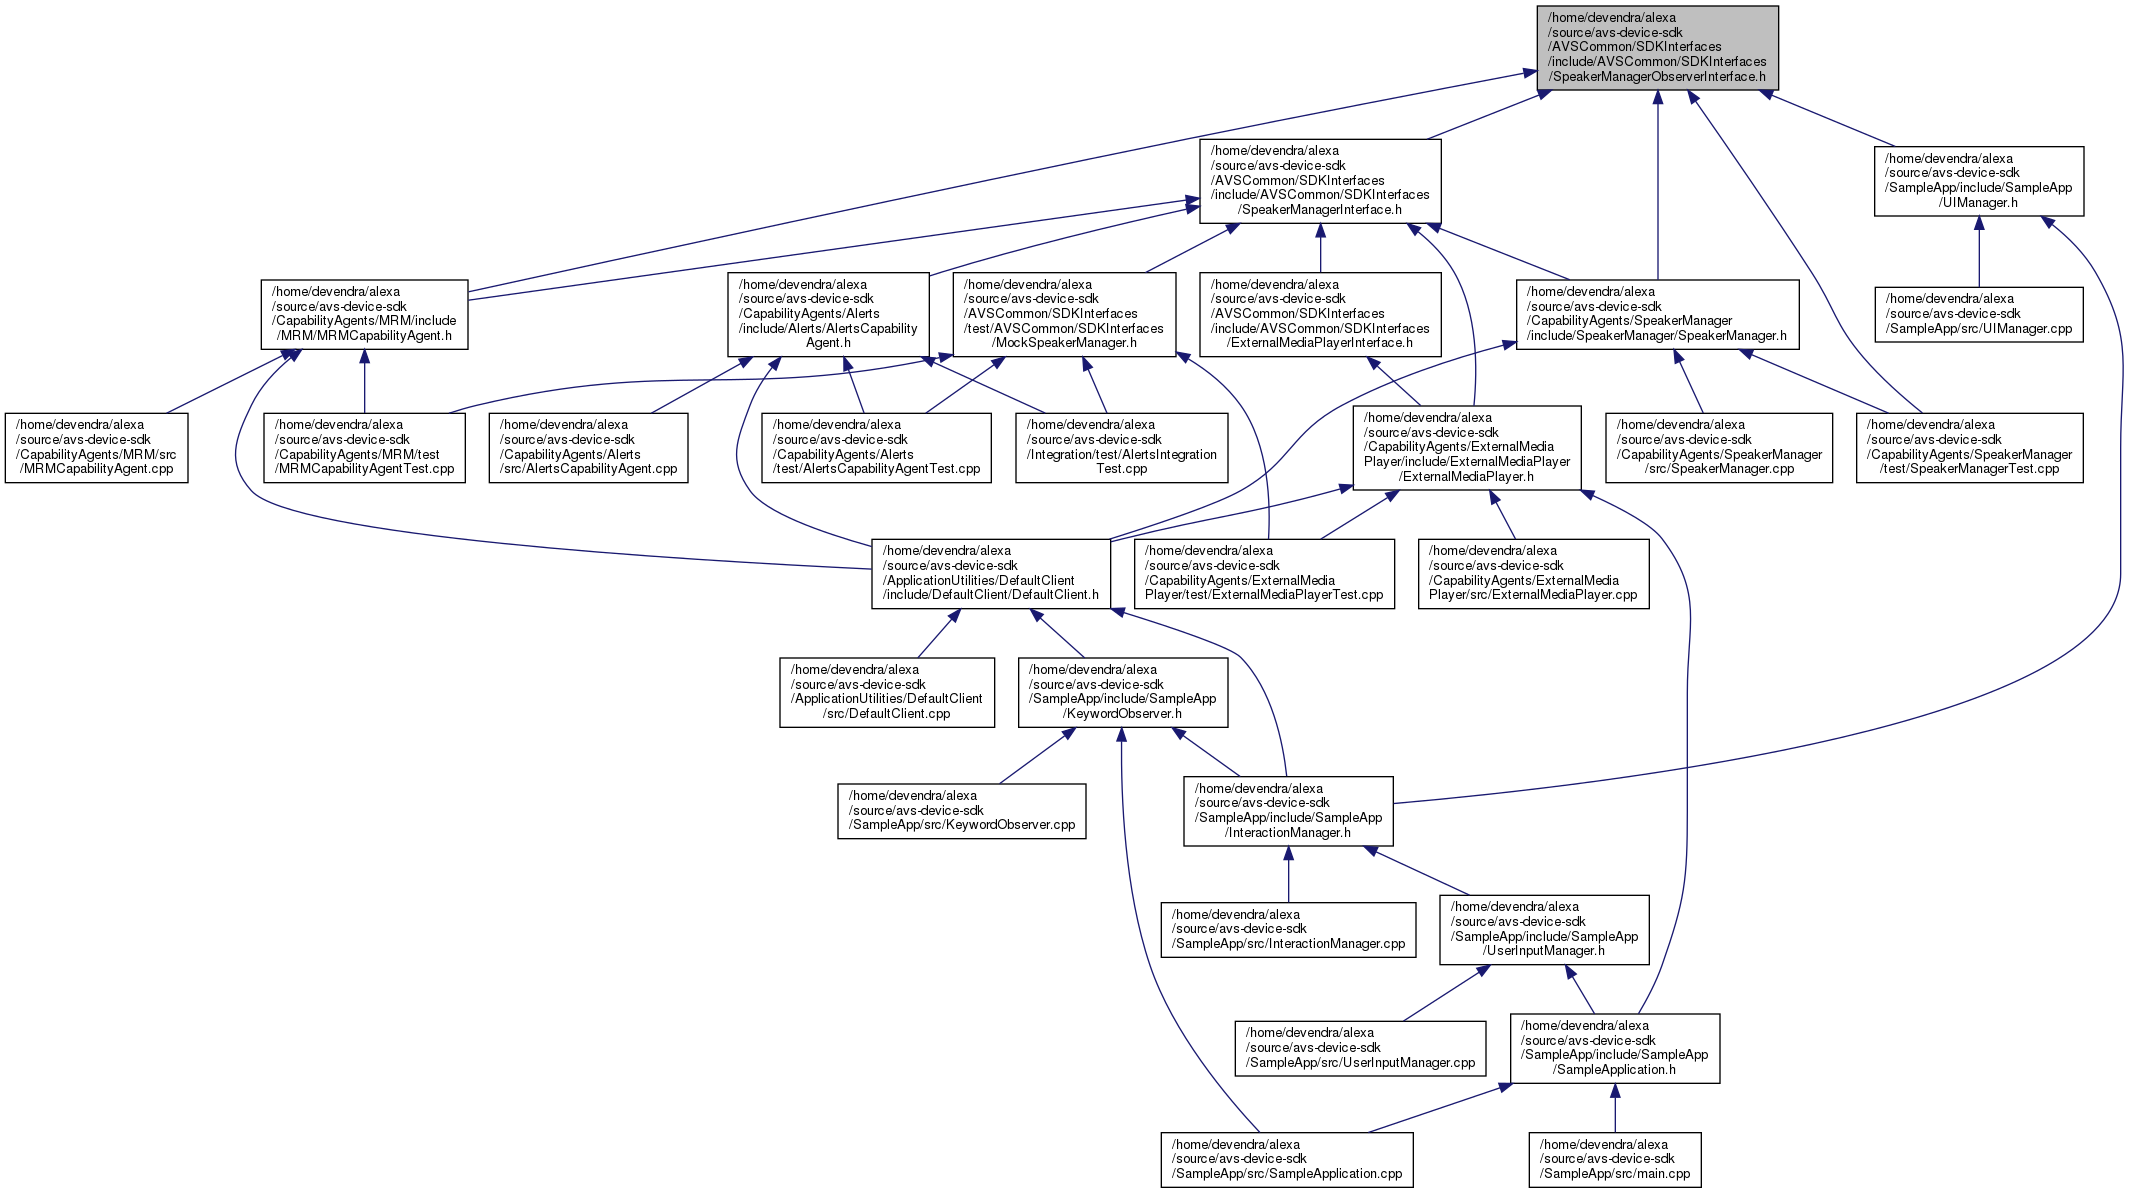 /home/devendra/alexa
/source/avs-device-sdk
/AVSCommon/SDKInterfaces
/include/AVSCommon/SDKInterfaces
/SpeakerManagerObserverInterface.h
/home/devendra/alexa
/source/avs-device-sdk
/AVSCommon/SDKInterfaces
/include/AVSCommon/SDKInterfaces
/SpeakerManagerInterface.h
/home/devendra/alexa
/source/avs-device-sdk
/SampleApp/include/SampleApp
/UIManager.h
/home/devendra/alexa
/source/avs-device-sdk
/CapabilityAgents/MRM/include
/MRM/MRMCapabilityAgent.h
/home/devendra/alexa
/source/avs-device-sdk
/CapabilityAgents/Alerts
/include/Alerts/AlertsCapability
Agent.h
/home/devendra/alexa
/source/avs-device-sdk
/AVSCommon/SDKInterfaces
/test/AVSCommon/SDKInterfaces
/MockSpeakerManager.h
/home/devendra/alexa
/source/avs-device-sdk
/AVSCommon/SDKInterfaces
/include/AVSCommon/SDKInterfaces
/ExternalMediaPlayerInterface.h
/home/devendra/alexa
/source/avs-device-sdk
/CapabilityAgents/SpeakerManager
/include/SpeakerManager/SpeakerManager.h
/home/devendra/alexa
/source/avs-device-sdk
/SampleApp/src/UIManager.cpp
/home/devendra/alexa
/source/avs-device-sdk
/CapabilityAgents/MRM/src
/MRMCapabilityAgent.cpp
/home/devendra/alexa
/source/avs-device-sdk
/CapabilityAgents/MRM/test
/MRMCapabilityAgentTest.cpp
/home/devendra/alexa
/source/avs-device-sdk
/CapabilityAgents/Alerts
/src/AlertsCapabilityAgent.cpp
/home/devendra/alexa
/source/avs-device-sdk
/CapabilityAgents/Alerts
/test/AlertsCapabilityAgentTest.cpp
/home/devendra/alexa
/source/avs-device-sdk
/Integration/test/AlertsIntegration
Test.cpp
/home/devendra/alexa
/source/avs-device-sdk
/CapabilityAgents/ExternalMedia
Player/include/ExternalMediaPlayer
/ExternalMediaPlayer.h
/home/devendra/alexa
/source/avs-device-sdk
/CapabilityAgents/SpeakerManager
/src/SpeakerManager.cpp
/home/devendra/alexa
/source/avs-device-sdk
/CapabilityAgents/SpeakerManager
/test/SpeakerManagerTest.cpp
/home/devendra/alexa
/source/avs-device-sdk
/ApplicationUtilities/DefaultClient
/include/DefaultClient/DefaultClient.h
/home/devendra/alexa
/source/avs-device-sdk
/CapabilityAgents/ExternalMedia
Player/test/ExternalMediaPlayerTest.cpp
/home/devendra/alexa
/source/avs-device-sdk
/CapabilityAgents/ExternalMedia
Player/src/ExternalMediaPlayer.cpp
/home/devendra/alexa
/source/avs-device-sdk
/ApplicationUtilities/DefaultClient
/src/DefaultClient.cpp
/home/devendra/alexa
/source/avs-device-sdk
/SampleApp/include/SampleApp
/KeywordObserver.h
/home/devendra/alexa
/source/avs-device-sdk
/SampleApp/src/KeywordObserver.cpp
/home/devendra/alexa
/source/avs-device-sdk
/SampleApp/include/SampleApp
/InteractionManager.h
/home/devendra/alexa
/source/avs-device-sdk
/SampleApp/src/InteractionManager.cpp
/home/devendra/alexa
/source/avs-device-sdk
/SampleApp/include/SampleApp
/UserInputManager.h
/home/devendra/alexa
/source/avs-device-sdk
/SampleApp/src/UserInputManager.cpp
/home/devendra/alexa
/source/avs-device-sdk
/SampleApp/include/SampleApp
/SampleApplication.h
/home/devendra/alexa
/source/avs-device-sdk
/SampleApp/src/SampleApplication.cpp
/home/devendra/alexa
/source/avs-device-sdk
/SampleApp/src/main.cpp